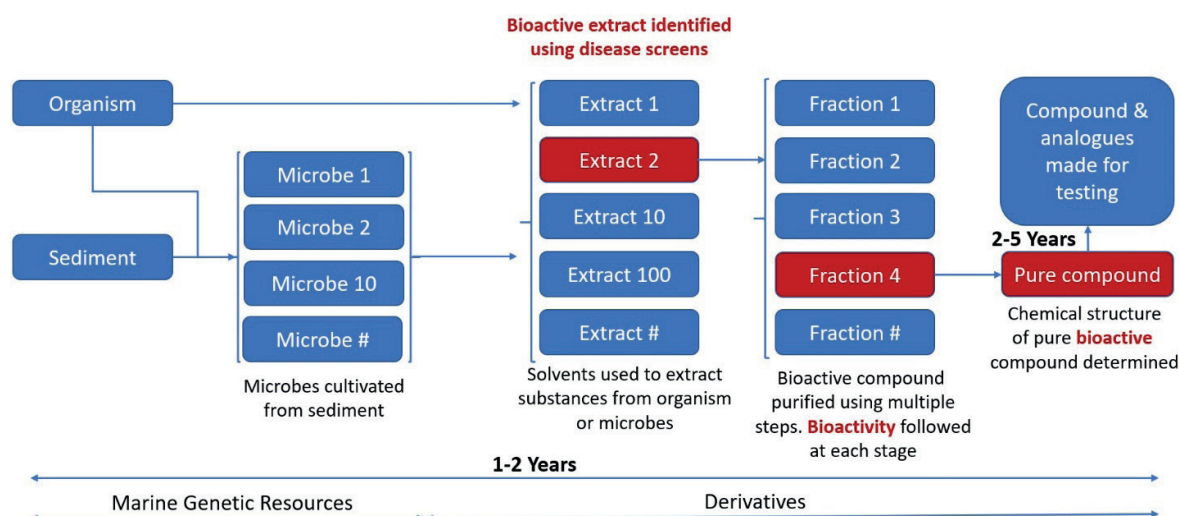 Bioactive extract identified
using disease screens
Organism
Sediment
Microbe 1
Microbe 2
Microbe 10
Microbe #
Microbes cultivated
from sediment
Extract 1
Extract 2
Extract 10
Extract 100
Extract #
Solvents used to extract
substances from organism
or microbes
Fraction 1
Fraction 2
Fraction 3
Fraction 4
Fraction #
Bioactive compound
purified using multiple
steps. Bioactivity followed
at each stage
Compound &
analogues
made for
testing
2-5 Years
Pure compound
Chemical structure
of pure bioactive
compound determined
1-2 Years
Marine Genetic Resources
Derivatives